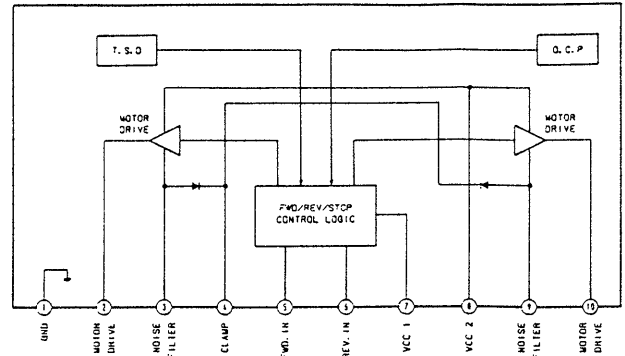 T.S.D
O.C.P
MOTOR
DRIVE
MOTOR
DRIVE
FWD/REV/STOP
CONTROL LOGIC
1
2
3
4
5
6
7
8
9
10
GND
MOTOR
DRIVE
NOISE
FILTER
CLAMP
FWD.IN
REV.IN
VCC 1
VCC 2
NOISE
FILTER
MOTOR
DRIVE